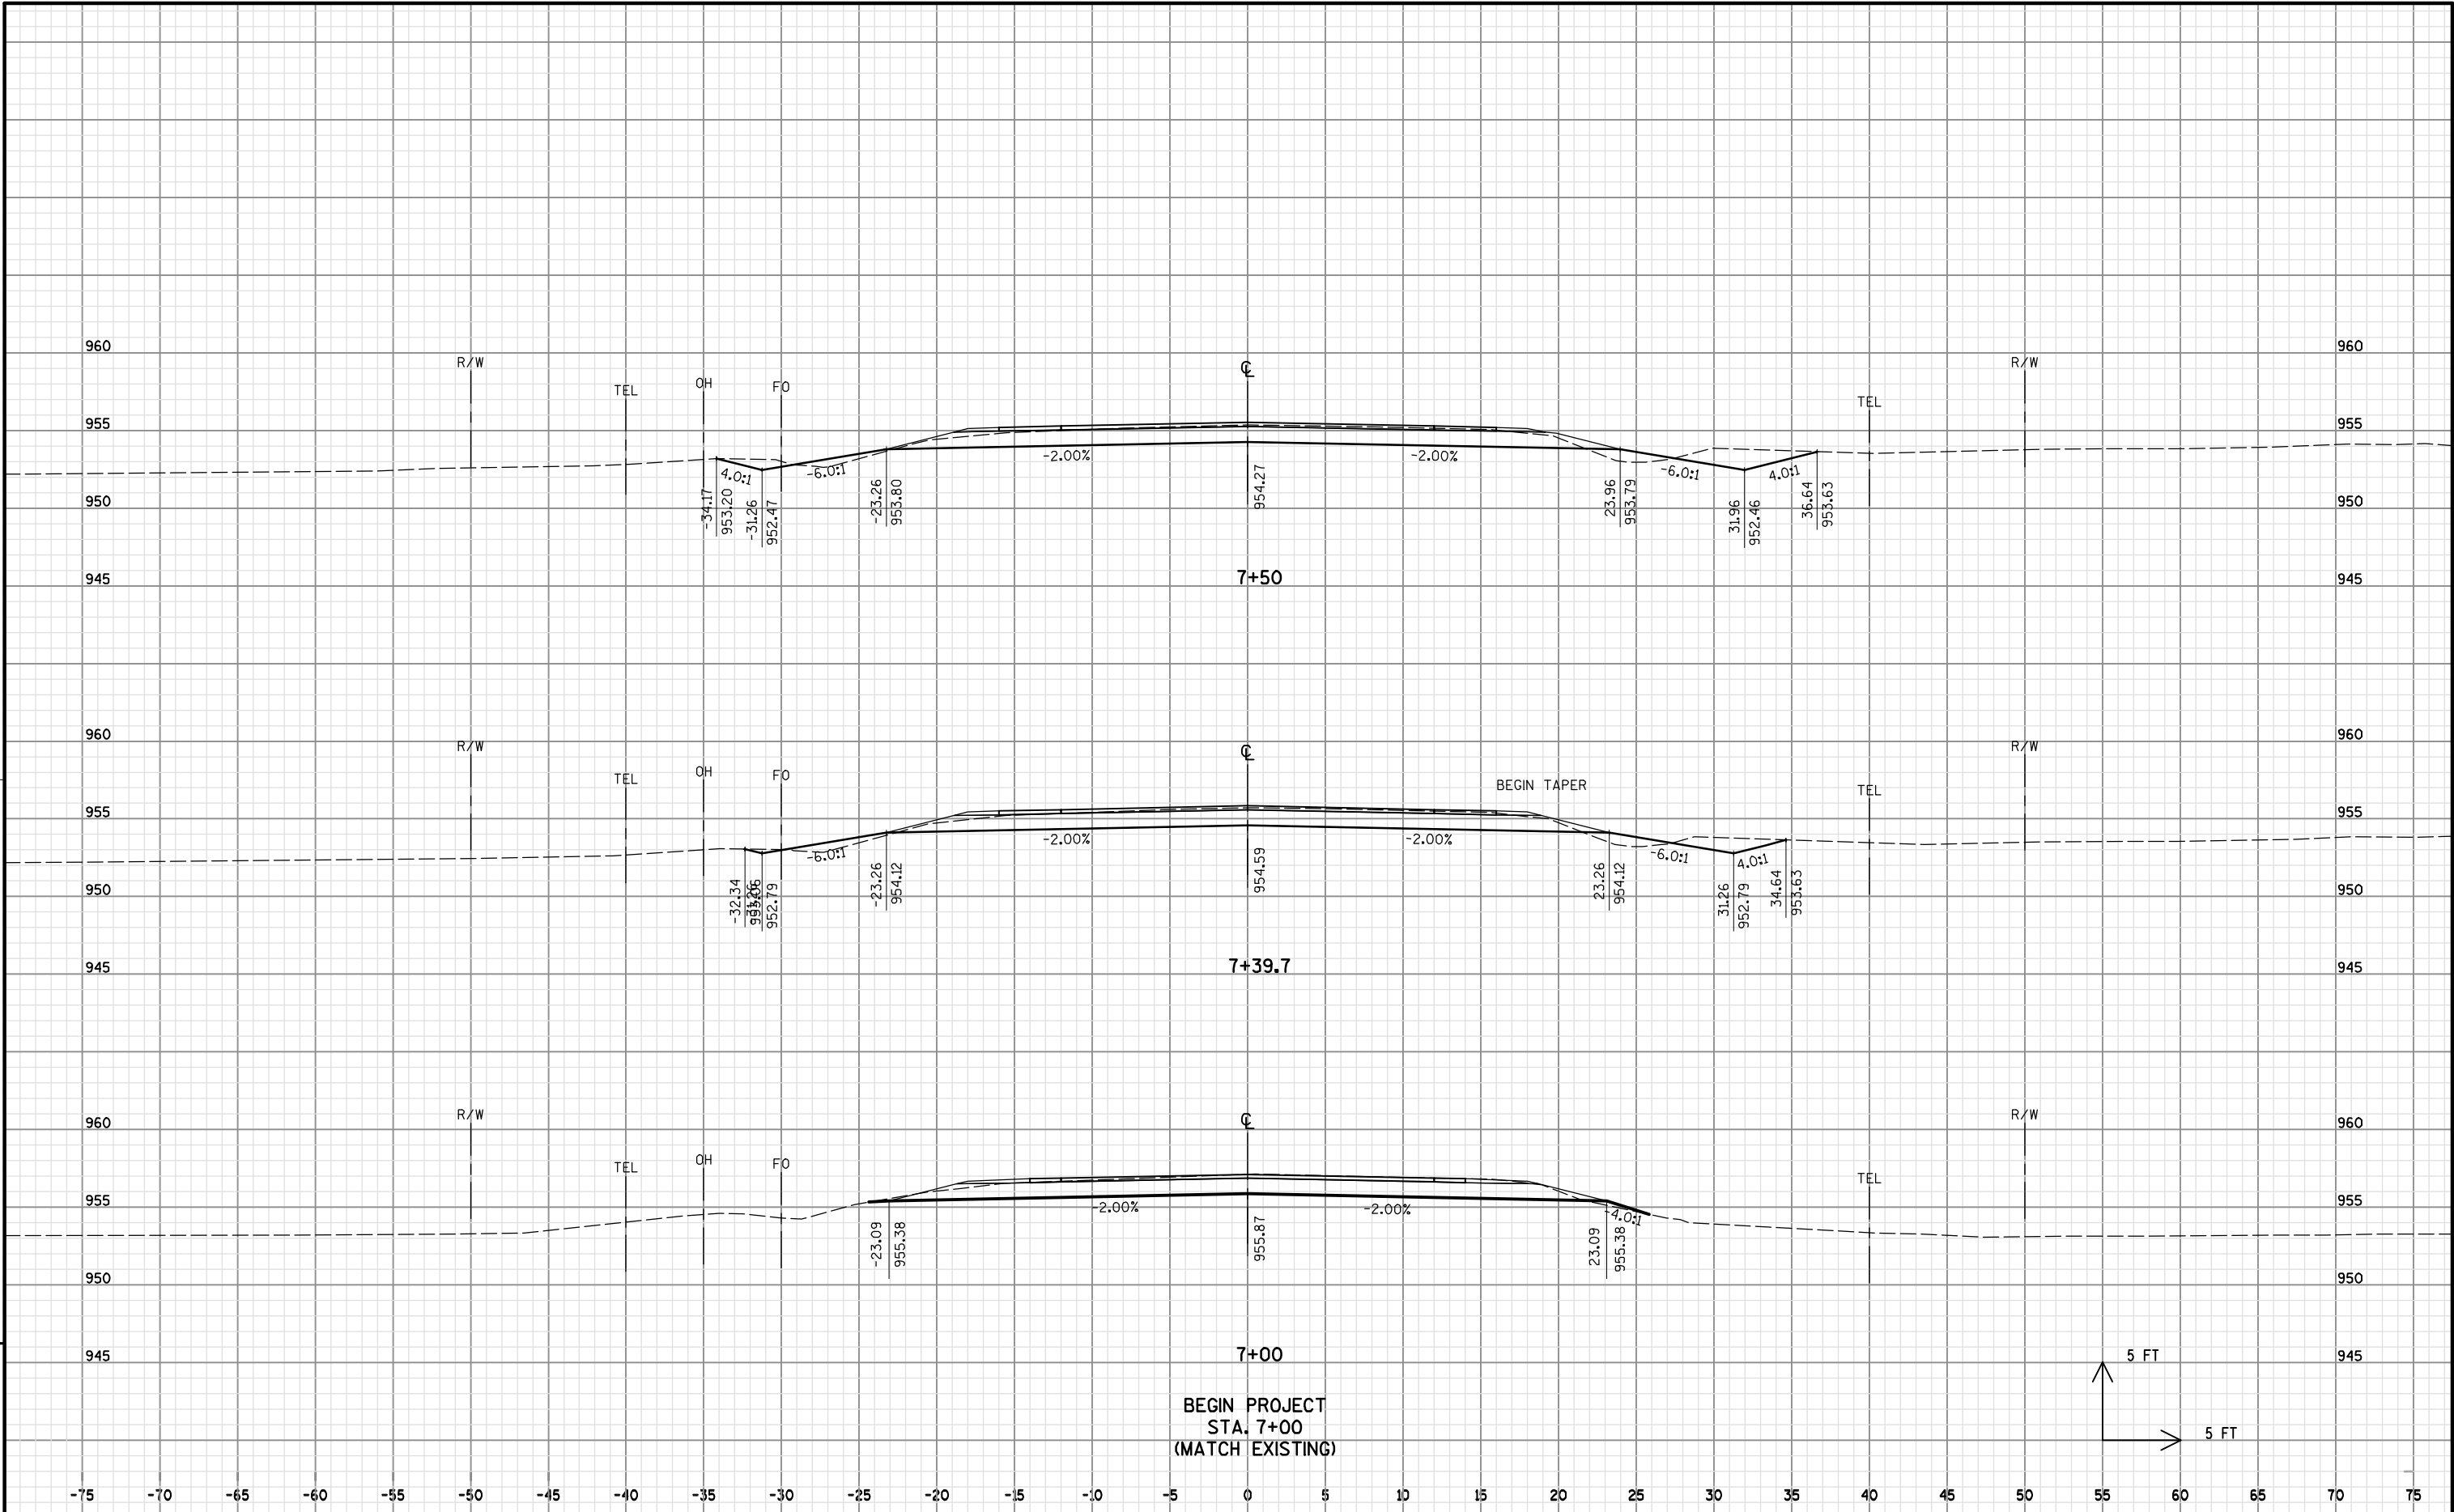 960 960
R/W ℄ R/W
OH FO
TEL TEL
955 955
-2.00% -2.00%
4.0:1 -6.0:1 -6.0:1 4.0:1
-34.17 953.20 -31.26 952.47 -23.26 953.80 954.27 23.96 953.79 31.96 952.46 36.64 953.63
950 950
945 7+50 945
960 960
R/W ℄ R/W
OH FO
TEL BEGIN TAPER TEL
955 955
-2.00% -2.00%
-6.0:1 -6.0:1 4.0:1
-32.34 952.79 -23.26 954.12 954.59 23.26 954.12 31.26 952.79 34.64 953.63
950 950
945 7+39.7 945
960 960
R/W ℄ R/W
OH FO
TEL TEL
955 955
-2.00% -2.00% -4.0:1
-23.09 955.38 955.87 23.09 955.38
950 950
945 7+00 945
5 FT
BEGIN PROJECT
STA. 7+00
(MATCH EXISTING)
5 FT
-75 -70 -65 -60 -55 -50 -45 -40 -35 -30 -25 -20 -15 -10 -5 0 5 10 15 20 25 30 35 40 45 50 55 60 65 70 75